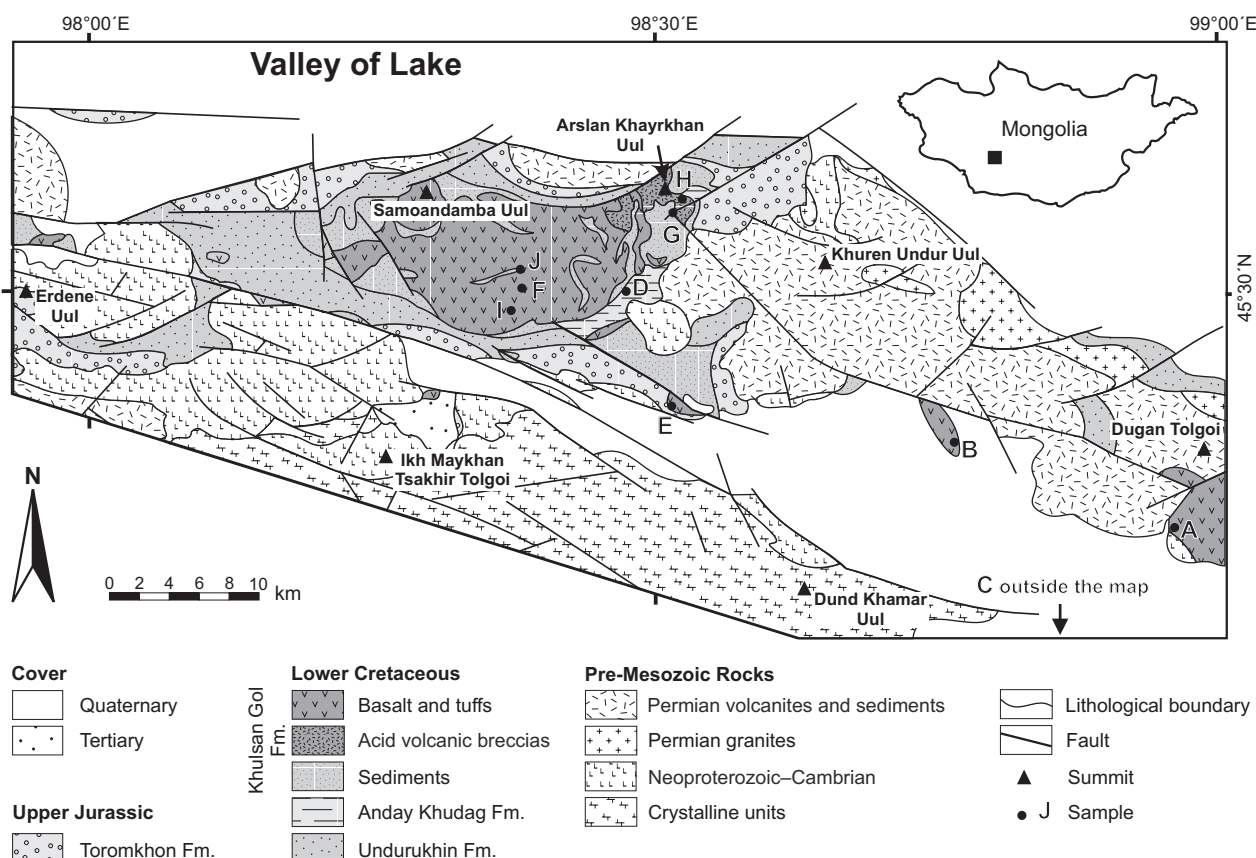 98°00´E
98°30´E
99°00´E
Valley of Lake
Arslan Khayrkhan
Uul
Mongolia
H
Samoandamba Uul
G
Khuren Undur Uul
J
F
D
I
Erdene
Uul
45°30´N
E
B
Dugan Tolgoi
Ikh Maykhan
Tsakhir Tolgoi
N
A
0 2 4 6 8 10 km
C outside the map
Dund Khamar
Uul
Cover
Quaternary
Tertiary
Upper Jurassic
Toromkhon Fm.
Khulsan Gol
Fm.
Lower Cretaceous
Basalt and tuffs
Acid volcanic breccias
Sediments
Anday Khudag Fm.
Undurukhin Fm.
Pre-Mesozoic Rocks
Permian volcanites and sediments
Permian granites
Neoproterozoic–Cambrian
Crystalline units
Lithological boundary
Fault
Summit
J Sample